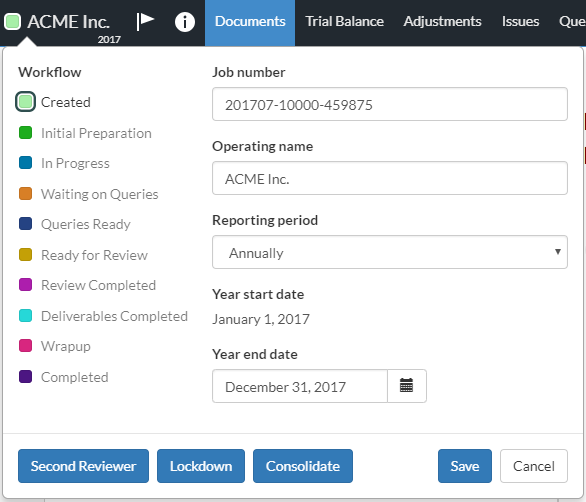 ACME Inc.
2017
Documents
Trial Balance
Adjustments
Issues
Que
Workflow
Created
Initial Preparation
In Progress
Waiting on Queries
Queries Ready
Ready for Review
Review Completed
Deliverables Completed
Wrapup
Completed
Job number
201707-10000-459875
Operating name
ACME Inc.
Reporting period
Annually
Year start date
January 1, 2017
Year end date
December 31, 2017
Second Reviewer
Lockdown
Consolidate
Save
Cancel